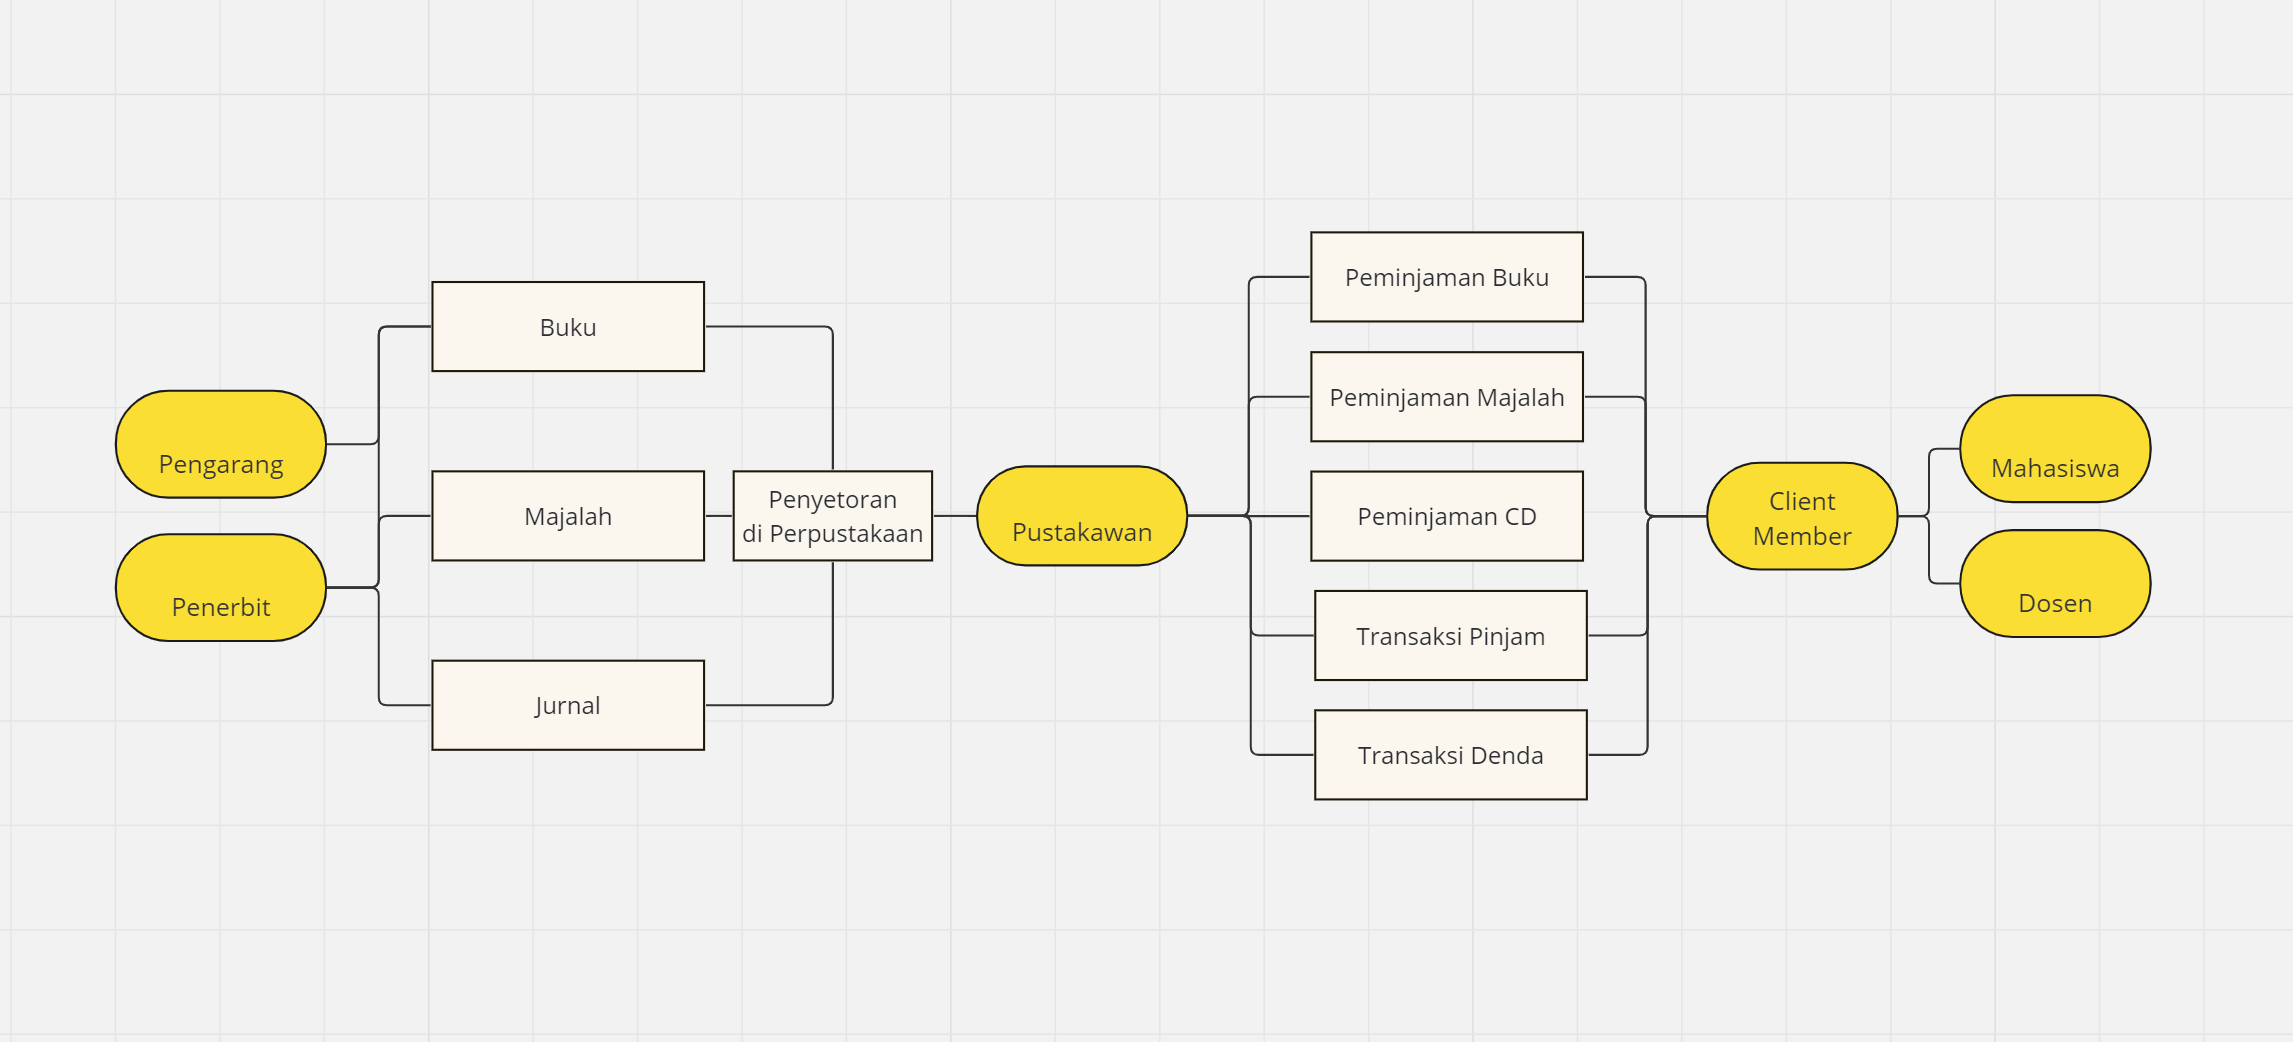 Pengarang
Penerbit
Buku
Majalah
Jurnal
Penyetoran
di Perpustakaan
Pustakawan
Peminjaman Buku
Peminjaman Majalah
Peminjaman CD
Transaksi Pinjam
Transaksi Denda
Client
Member
Mahasiswa
Dosen